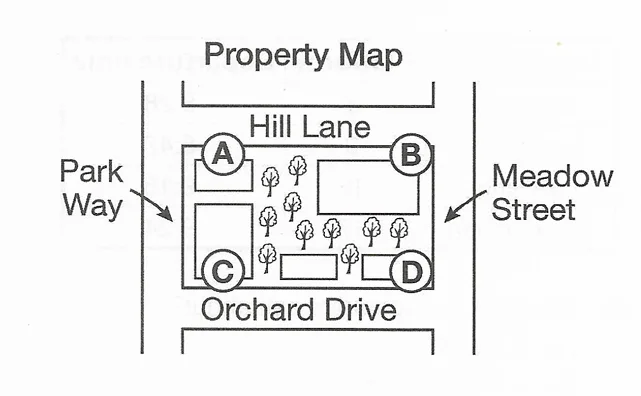 Property Map
Hill Lane
A
B
Park
Way
Meadow
Street
C
D
Orchard Drive